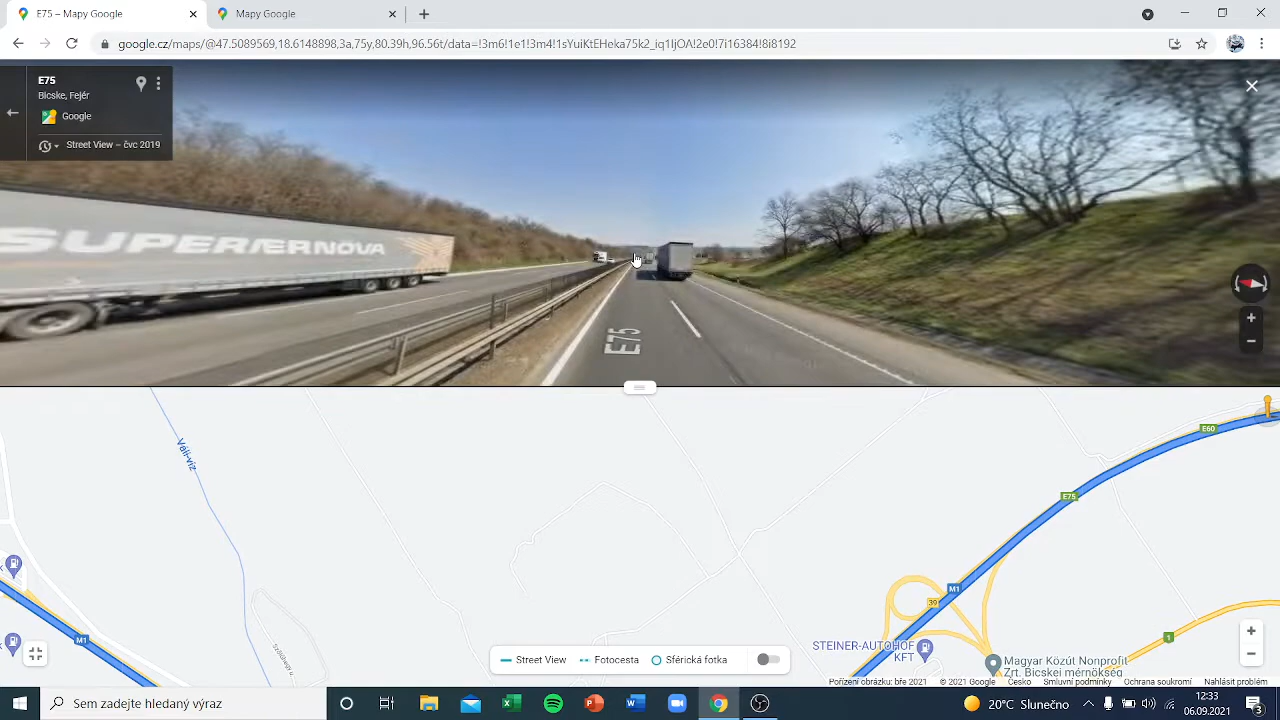 E75 – Mapy Google
Mapy Google
google.cz/maps/@47.5089569,18.6148898,3a,75y,80.39h,96.56t/data=!3m6!1e1!3m4!1sYuiKtEHeka75k2_iq1IjOA!2e0!7i16384!8i8192
E75
Bicske, Fejér
Google
Street View – čvc 2019
SUPERÆRNOVA
E75
Váli-víz
E60
E75
M1
39
M1
1
STEINER-AUTOHOF
KFT
Magyar Közút Nonprofit
Zrt. Bicskei mérnökség
Street View
Fotocesta
Sférická fotka
Pořízení obrázku: bře 2021
© 2021 Google
Česko
Smluvní podmínky
Ochrana soukromí
Nahlásit problém
Sem zadejte hledaný výraz
20°C Slunečno
12:33
06.09.2021
3